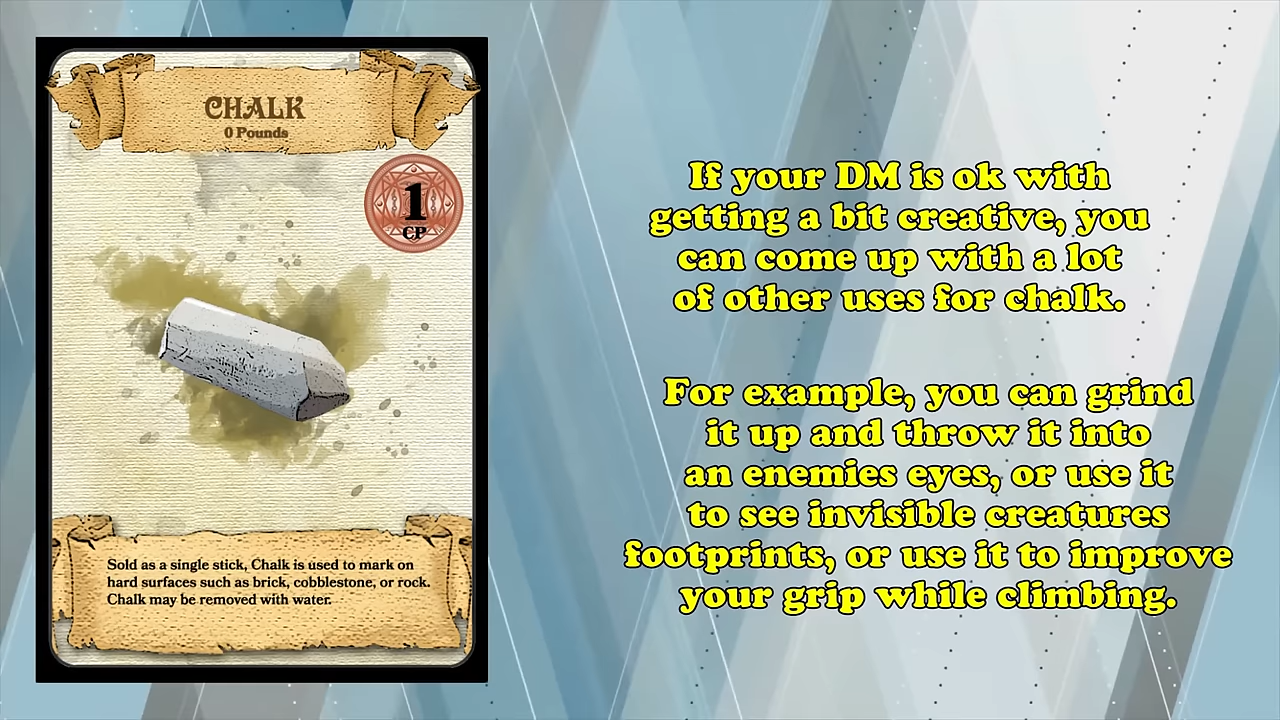 CHALK
0 Pounds
1
CP
Sold as a single stick, Chalk is used to mark on
hard surfaces such as brick, cobblestone, or rock.
Chalk may be removed with water.
If your DM is ok with
getting a bit creative, you
can come up with a lot
of other uses for chalk.
For example, you can grind
it up and throw it into
an enemies eyes, or use it
to see invisible creatures
footprints, or use it to improve
your grip while climbing.